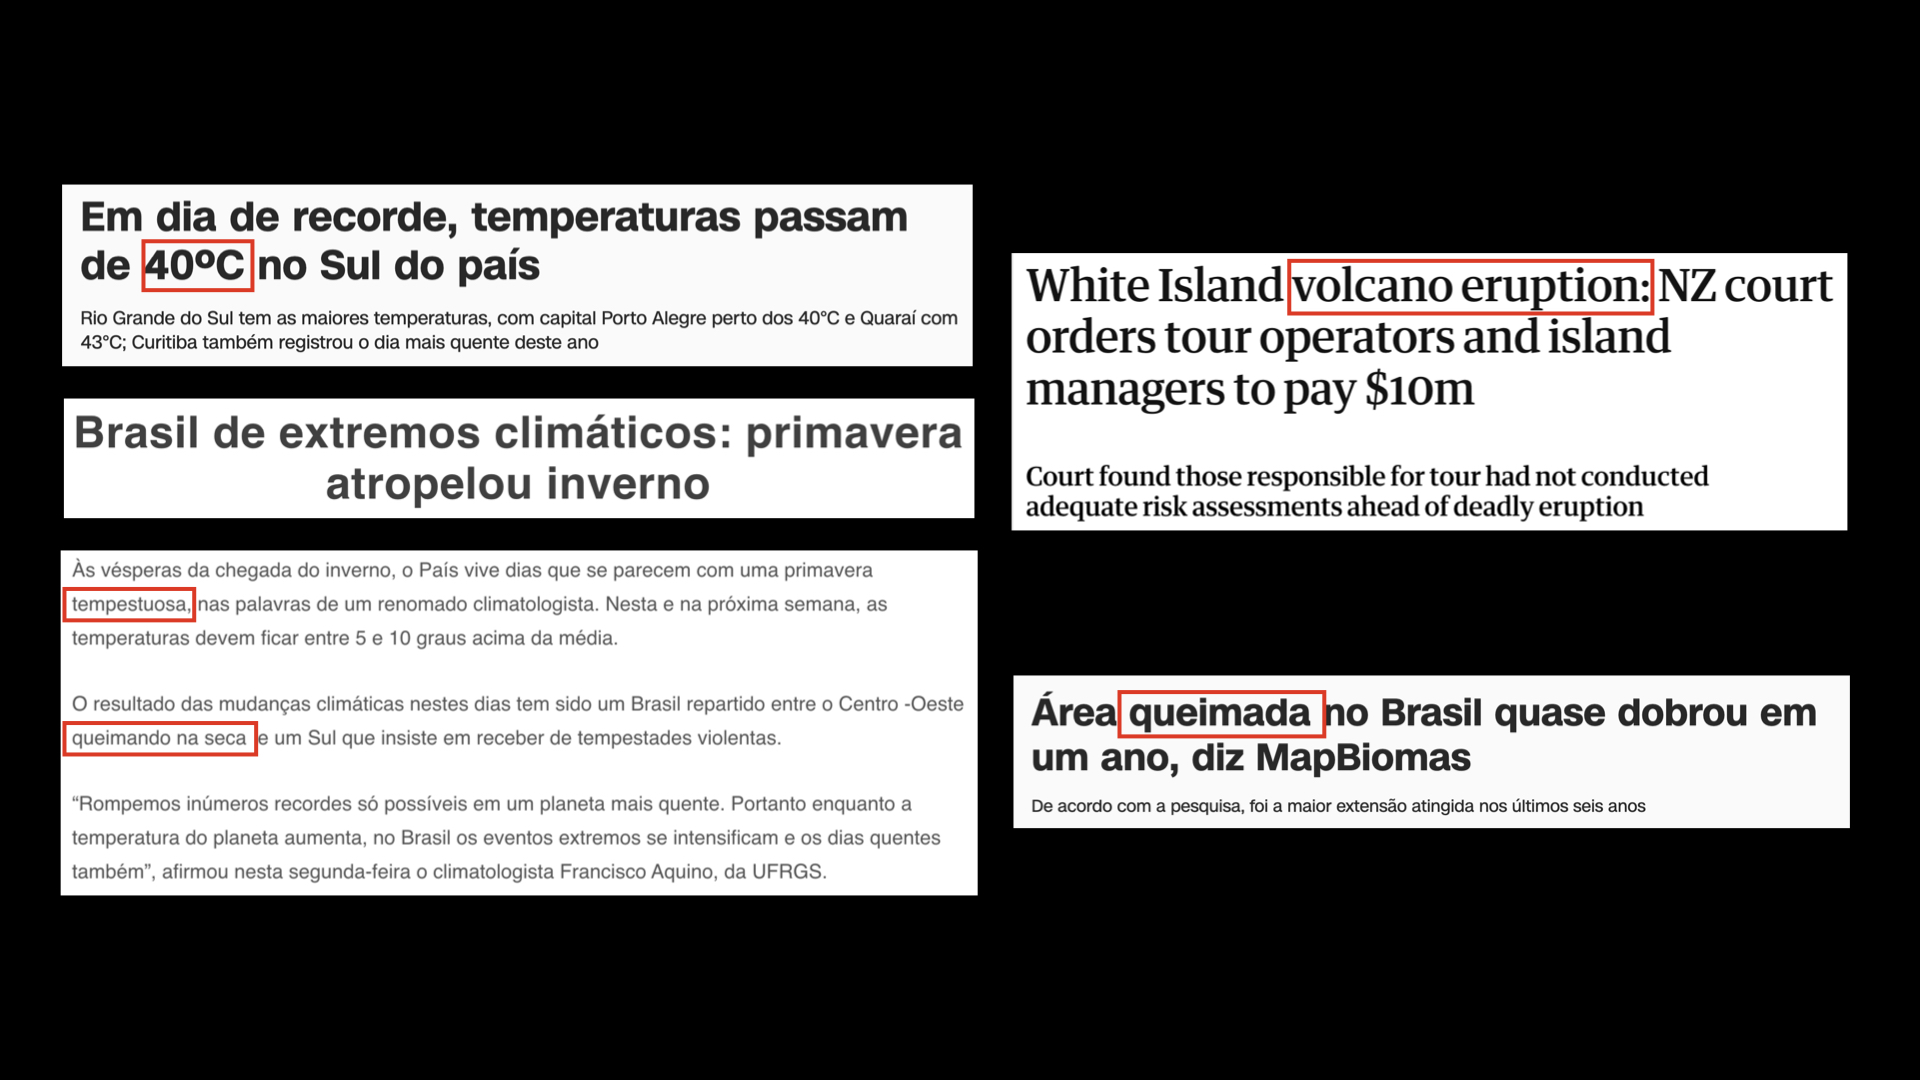 Em dia de recorde, temperaturas passam
de 40ºC no Sul do país
Rio Grande do Sul tem as maiores temperaturas, com capital Porto Alegre perto dos 40°C e Quaraí com
43°C; Curitiba também registrou o dia mais quente deste ano
Brasil de extremos climáticos: primavera
atropelou inverno
Às vésperas da chegada do inverno, o País vive dias que se parecem com uma primavera
tempestuosa, nas palavras de um renomado climatologista. Nesta e na próxima semana, as
temperaturas devem ficar entre 5 e 10 graus acima da média.
O resultado das mudanças climáticas nestes dias tem sido um Brasil repartido entre o Centro -Oeste
queimando na seca e um Sul que insiste em receber de tempestades violentas.
“Rompemos inúmeros recordes só possíveis em um planeta mais quente. Portanto enquanto a
temperatura do planeta aumenta, no Brasil os eventos extremos se intensificam e os dias quentes
também”, afirmou nesta segunda-feira o climatologista Francisco Aquino, da UFRGS.
White Island volcano eruption: NZ court
orders tour operators and island
managers to pay $10m
Court found those responsible for tour had not conducted
adequate risk assessments ahead of deadly eruption
Área queimada no Brasil quase dobrou em
um ano, diz MapBiomas
De acordo com a pesquisa, foi a maior extensão atingida nos últimos seis anos